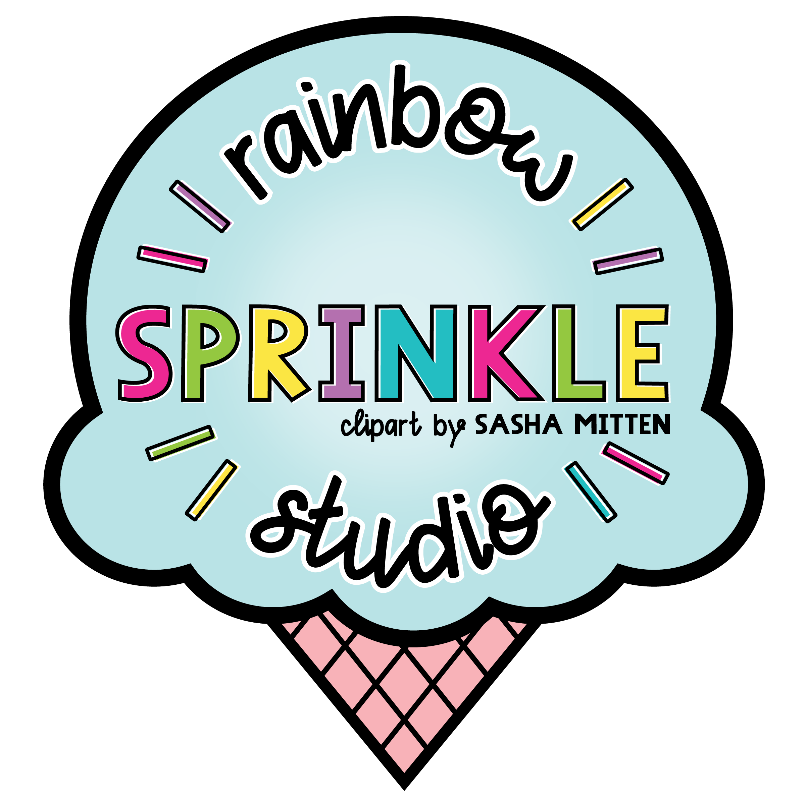 rainbow
SPRINKLE
clipart by SASHA MITTEN
studio